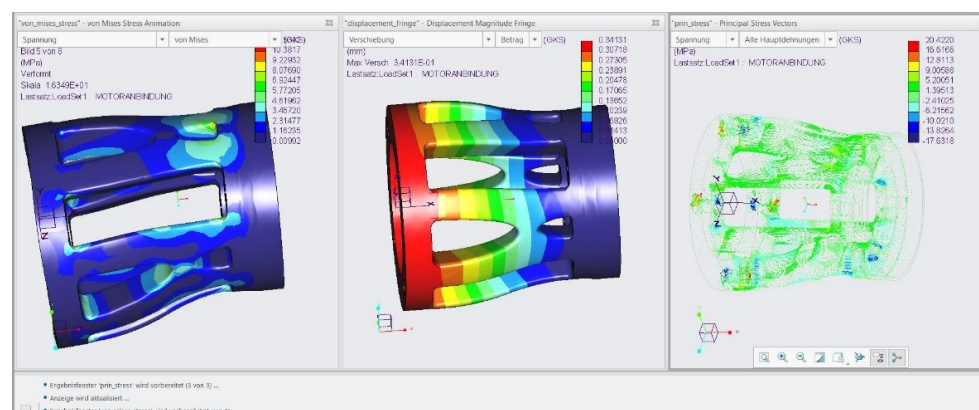 "von_mises_stress" - von Mises Stress Animation
Spannung von Mises (GKS)
Bild 5 von 8
(MPa)
Verformt
Skala 1.6349E+01
Lastsatz:LoadSet1 : MOTORANBINDUNG
10.3817
9.22932
8.07690
6.92447
5.77205
4.61962
3.46720
2.31477
1.16235
0.00992
"displacement_fringe" - Displacement Magnitude Fringe
Verschiebung Betrag (GKS)
(mm)
Max Versch 3.4131E-01
Lastsatz:LoadSet1 : MOTORANBINDUNG
0.34131
0.30718
0.27305
0.23891
0.20478
0.17065
0.13652
X
"prin_stress" - Principal Stress Vectors
Spannung Alle Hauptdehnungen (GKS)
(MPa)
Lastsatz:LoadSet1 : MOTORANBINDUNG
20.4220
16.6166
12.8113
9.00588
5.20051
1.39513
-2.41025
-6.21562
-10.0210
-13.8264
-17.6318
Y
X
Z
Y
Z
• Ergebnisfenster 'prin_stress' wird vorbereitet (3 von 3) ...
• Anzeige wird aktualisiert ...